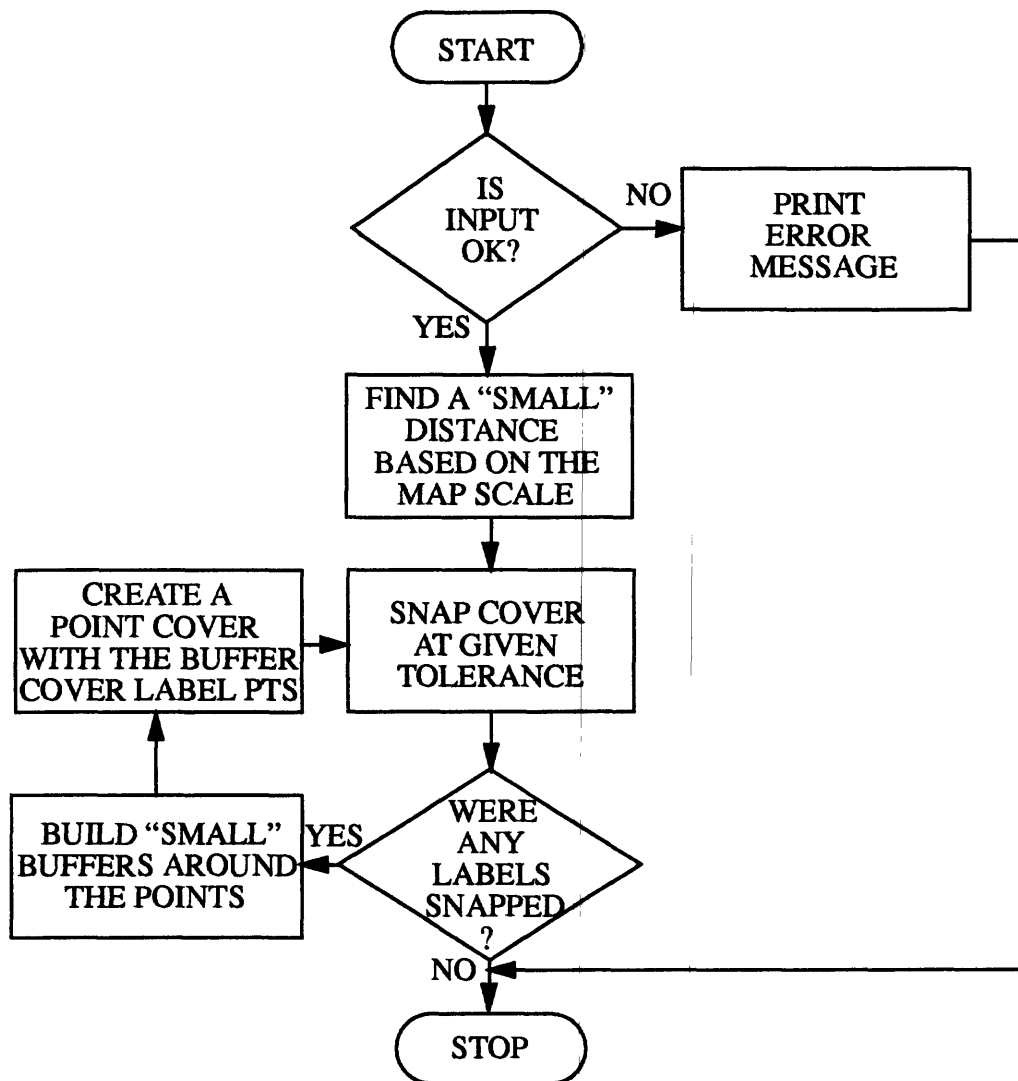 START
IS
INPUT
OK?
NO
PRINT
ERROR
MESSAGE
YES
FIND A “SMALL”
DISTANCE
BASED ON THE
MAP SCALE
CREATE A
POINT COVER
WITH THE BUFFER
COVER LABEL PTS
SNAP COVER
AT GIVEN
TOLERANCE
BUILD “SMALL”
BUFFERS AROUND
THE POINTS
YES
WERE
ANY
LABELS
SNAPPED
?
NO
STOP